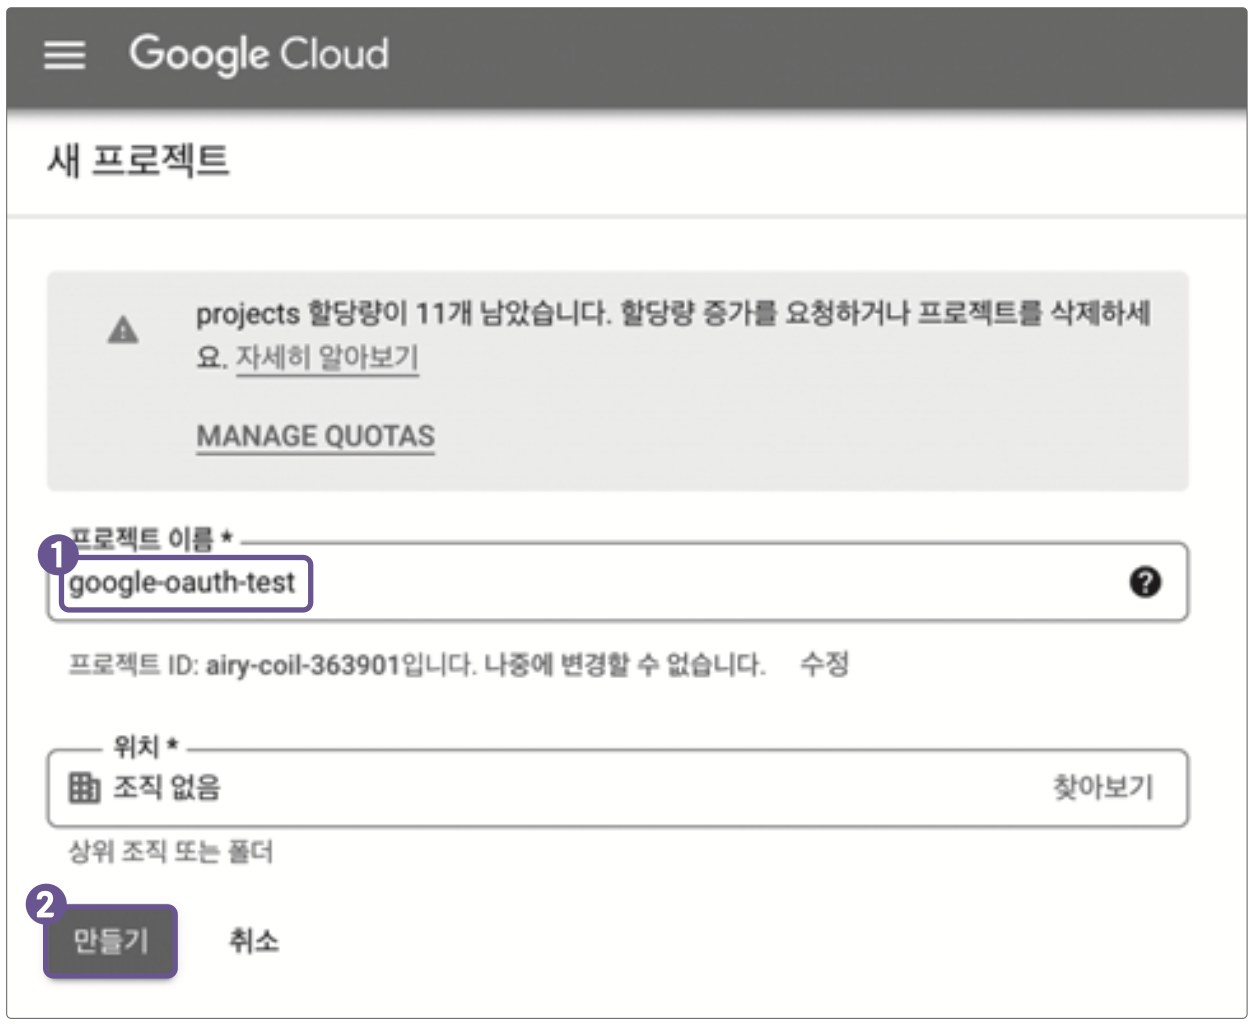 Google Cloud
새 프로젝트
projects 할당량이 11개 남았습니다. 할당량 증가를 요청하거나 프로젝트를 삭제하세
요. 자세히 알아보기
MANAGE QUOTAS
프로젝트 이름 *
1
google-oauth-test
프로젝트 ID: airy-coil-363901입니다. 나중에 변경할 수 없습니다. 수정
위치 *
조직 없음 찾아보기
상위 조직 또는 폴더
2
만들기 취소